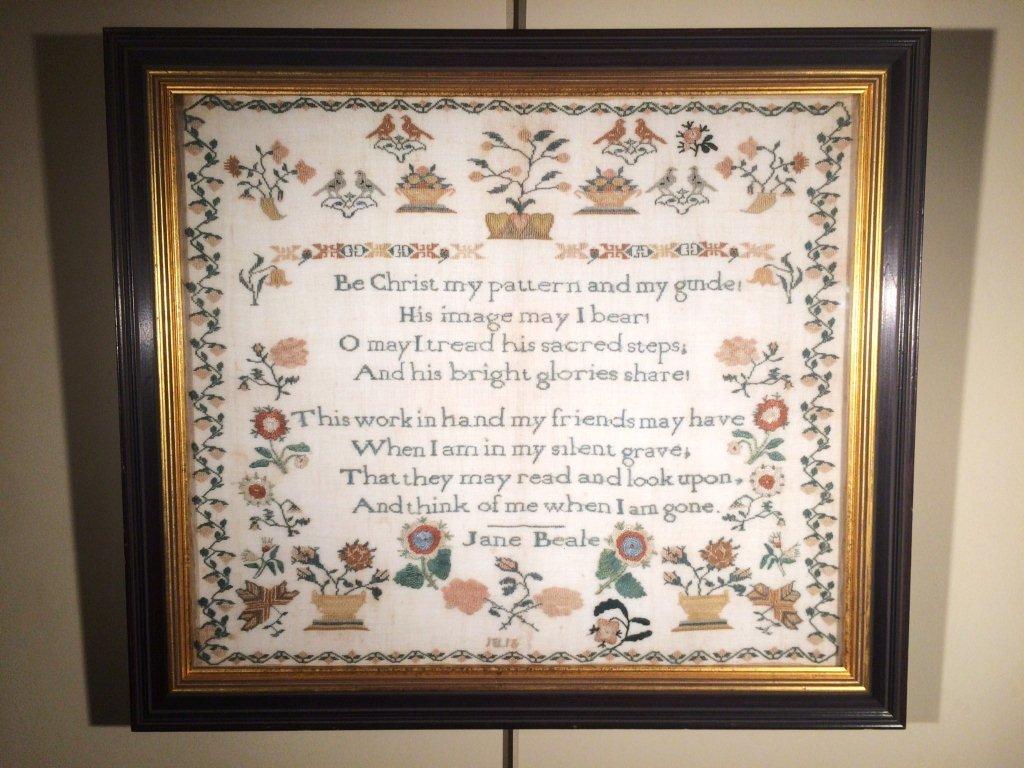 Be Christ my pattern and my guide!
His image may I bear!
O may I tread his sacred steps;
And his bright glories share!
This work in hand my friends may have
When I am in my silent grave,
That they may read and look upon,
And think of me when I am gone.
Jane Beale